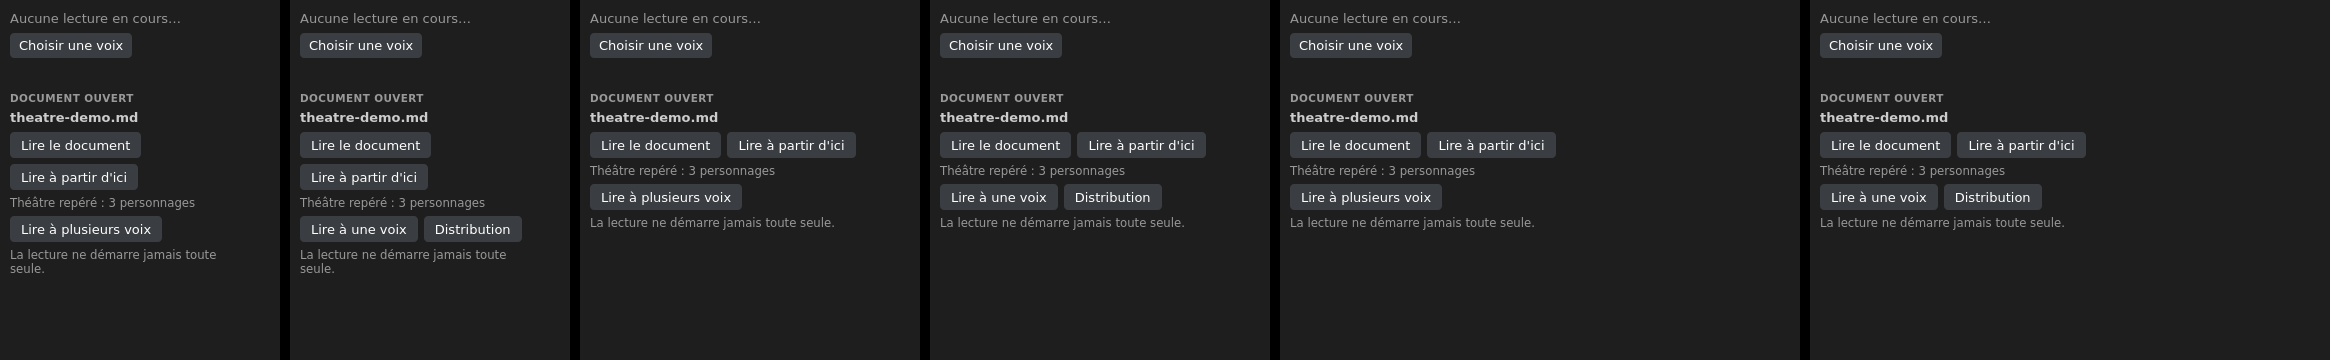 Aucune lecture en cours…
Choisir une voix
DOCUMENT OUVERT
theatre-demo.md
Lire le document
Lire à partir d'ici
Théâtre repéré : 3 personnages
Lire à plusieurs voix
La lecture ne démarre jamais toute
seule.
Aucune lecture en cours…
Choisir une voix
DOCUMENT OUVERT
theatre-demo.md
Lire le document
Lire à partir d'ici
Théâtre repéré : 3 personnages
Lire à une voix Distribution
La lecture ne démarre jamais toute
seule.
Aucune lecture en cours…
Choisir une voix
DOCUMENT OUVERT
theatre-demo.md
Lire le document Lire à partir d'ici
Théâtre repéré : 3 personnages
Lire à plusieurs voix
La lecture ne démarre jamais toute seule.
Aucune lecture en cours…
Choisir une voix
DOCUMENT OUVERT
theatre-demo.md
Lire le document Lire à partir d'ici
Théâtre repéré : 3 personnages
Lire à une voix Distribution
La lecture ne démarre jamais toute seule.
Aucune lecture en cours…
Choisir une voix
DOCUMENT OUVERT
theatre-demo.md
Lire le document Lire à partir d'ici
Théâtre repéré : 3 personnages
Lire à plusieurs voix
La lecture ne démarre jamais toute seule.
Aucune lecture en cours…
Choisir une voix
DOCUMENT OUVERT
theatre-demo.md
Lire le document Lire à partir d'ici
Théâtre repéré : 3 personnages
Lire à une voix Distribution
La lecture ne démarre jamais toute seule.